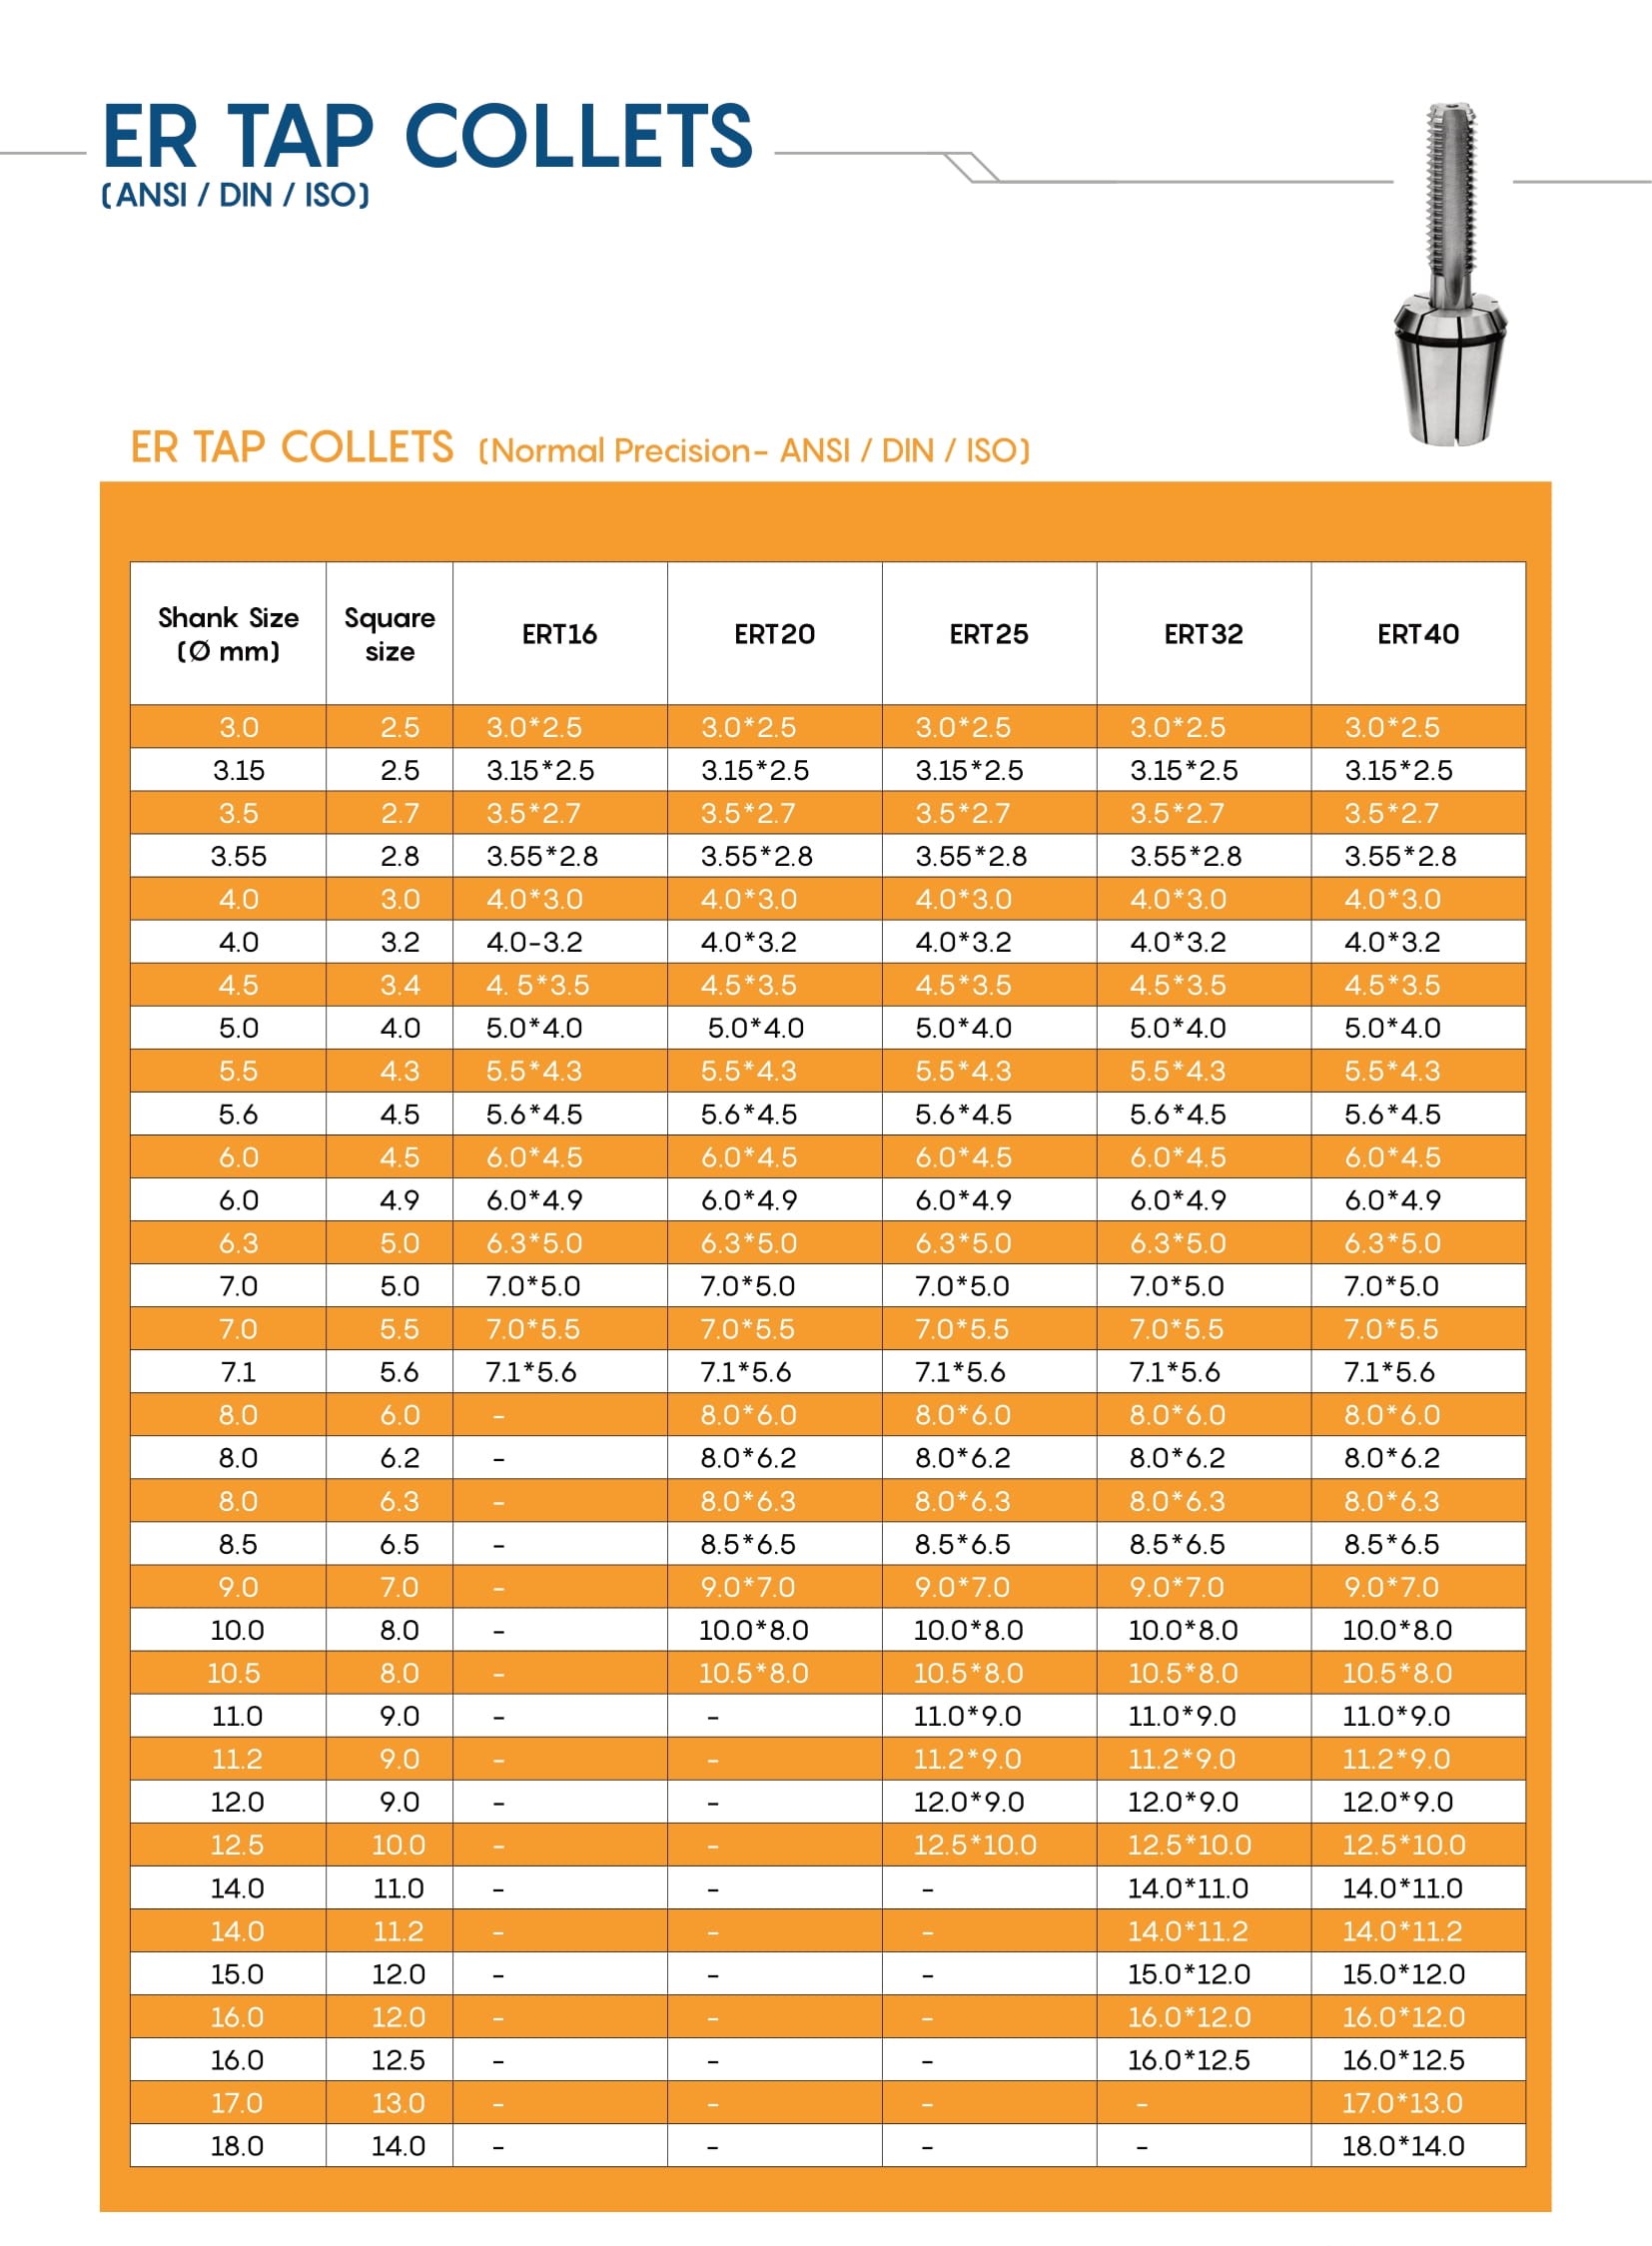 ER TAP COLLETS
(ANSI / DIN / ISO)
ER TAP COLLETS (Normal Precision- ANSI / DIN / ISO)
Shank Size (Ø mm) Square size ERT16 ERT20 ERT25 ERT32 ERT40
3.0 2.5 3.0*2.5 3.0*2.5 3.0*2.5 3.0*2.5 3.0*2.5
3.15 2.5 3.15*2.5 3.15*2.5 3.15*2.5 3.15*2.5 3.15*2.5
3.5 2.7 3.5*2.7 3.5*2.7 3.5*2.7 3.5*2.7 3.5*2.7
3.55 2.8 3.55*2.8 3.55*2.8 3.55*2.8 3.55*2.8 3.55*2.8
4.0 3.0 4.0*3.0 4.0*3.0 4.0*3.0 4.0*3.0 4.0*3.0
4.0 3.2 4.0-3.2 4.0*3.2 4.0*3.2 4.0*3.2 4.0*3.2
4.5 3.4 4. 5*3.5 4.5*3.5 4.5*3.5 4.5*3.5 4.5*3.5
5.0 4.0 5.0*4.0 5.0*4.0 5.0*4.0 5.0*4.0 5.0*4.0
5.5 4.3 5.5*4.3 5.5*4.3 5.5*4.3 5.5*4.3 5.5*4.3
5.6 4.5 5.6*4.5 5.6*4.5 5.6*4.5 5.6*4.5 5.6*4.5
6.0 4.5 6.0*4.5 6.0*4.5 6.0*4.5 6.0*4.5 6.0*4.5
6.0 4.9 6.0*4.9 6.0*4.9 6.0*4.9 6.0*4.9 6.0*4.9
6.3 5.0 6.3*5.0 6.3*5.0 6.3*5.0 6.3*5.0 6.3*5.0
7.0 5.0 7.0*5.0 7.0*5.0 7.0*5.0 7.0*5.0 7.0*5.0
7.0 5.5 7.0*5.5 7.0*5.5 7.0*5.5 7.0*5.5 7.0*5.5
7.1 5.6 7.1*5.6 7.1*5.6 7.1*5.6 7.1*5.6 7.1*5.6
8.0 6.0 - 8.0*6.0 8.0*6.0 8.0*6.0 8.0*6.0
8.0 6.2 - 8.0*6.2 8.0*6.2 8.0*6.2 8.0*6.2
8.0 6.3 - 8.0*6.3 8.0*6.3 8.0*6.3 8.0*6.3
8.5 6.5 - 8.5*6.5 8.5*6.5 8.5*6.5 8.5*6.5
9.0 7.0 - 9.0*7.0 9.0*7.0 9.0*7.0 9.0*7.0
10.0 8.0 - 10.0*8.0 10.0*8.0 10.0*8.0 10.0*8.0
10.5 8.0 - 10.5*8.0 10.5*8.0 10.5*8.0 10.5*8.0
11.0 9.0 - - 11.0*9.0 11.0*9.0 11.0*9.0
11.2 9.0 - - 11.2*9.0 11.2*9.0 11.2*9.0
12.0 9.0 - - 12.0*9.0 12.0*9.0 12.0*9.0
12.5 10.0 - - 12.5*10.0 12.5*10.0 12.5*10.0
14.0 11.0 - - - 14.0*11.0 14.0*11.0
14.0 11.2 - - - 14.0*11.2 14.0*11.2
15.0 12.0 - - - 15.0*12.0 15.0*12.0
16.0 12.0 - - - 16.0*12.0 16.0*12.0
16.0 12.5 - - - 16.0*12.5 16.0*12.5
17.0 13.0 - - - - 17.0*13.0
18.0 14.0 - - - - 18.0*14.0